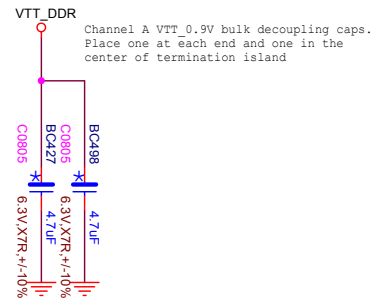 VTT_DDR
Channel A VTT_0.9V bulk decoupling caps.
Place one at each end and one in the
center of termination island
C0805
BC427
C0805
BC498
6.3V,X7R,+/-10%
4.7uF
6.3V,X7R,+/-10%
4.7uF